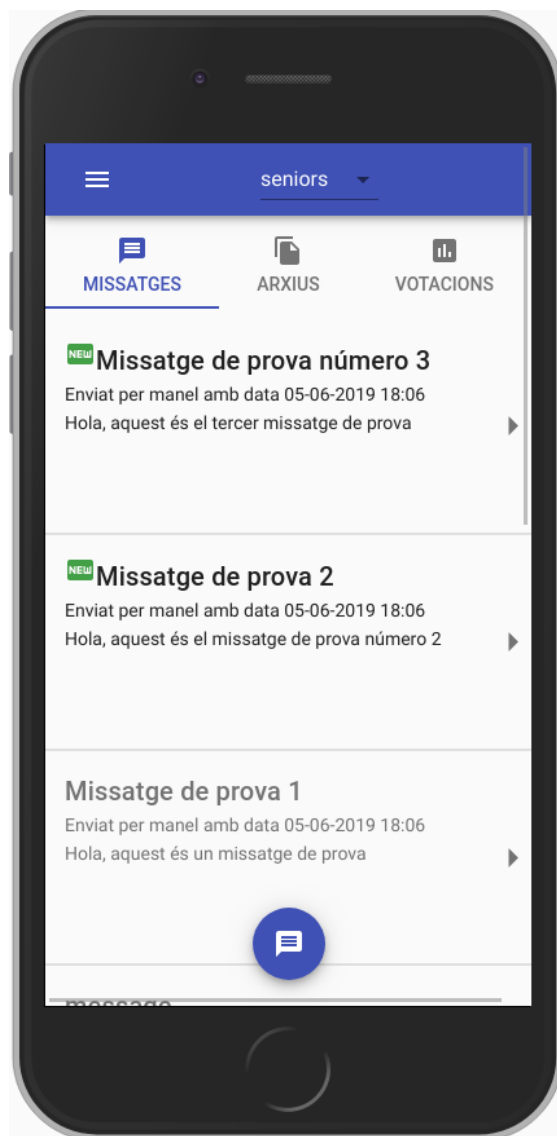 seniors
MISSATGES ARXIUS VOTACIONS
NEW Missatge de prova número 3
Enviat per manel amb data 05-06-2019 18:06
Hola, aquest és el tercer missatge de prova
NEW Missatge de prova 2
Enviat per manel amb data 05-06-2019 18:06
Hola, aquest és el missatge de prova número 2
Missatge de prova 1
Enviat per manel amb data 05-06-2019 18:06
Hola, aquest és un missatge de prova
message